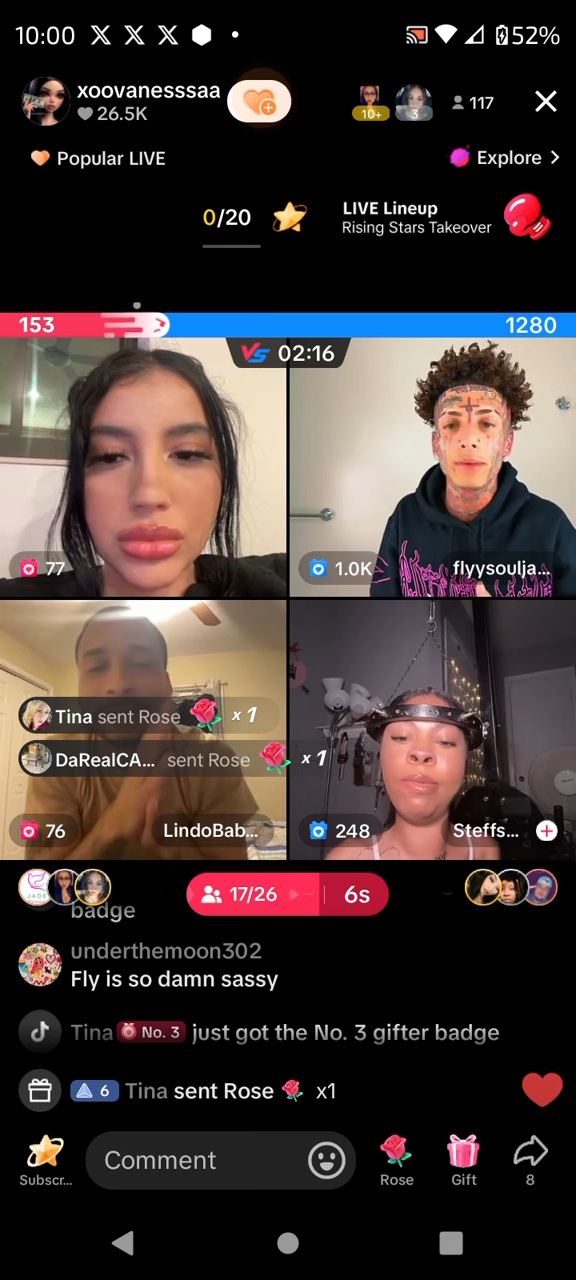 10:00
52%
xoovanesssaa
26.5K
10+
3
117
Popular LIVE
Explore
0/20
LIVE Lineup
Rising Stars Takeover
153
1280
VS 02:16
77
1.0K
flyysoulja...
Tina sent Rose x1
DaRealCA... sent Rose x1
76
LindoBab...
248
Steffs...
JADE
17/26
6s
badge
underthemoon302
Fly is so damn sassy
Tina No. 3 just got the No. 3 gifter badge
6 Tina sent Rose x1
Subscr...
Comment
Rose
Gift
8